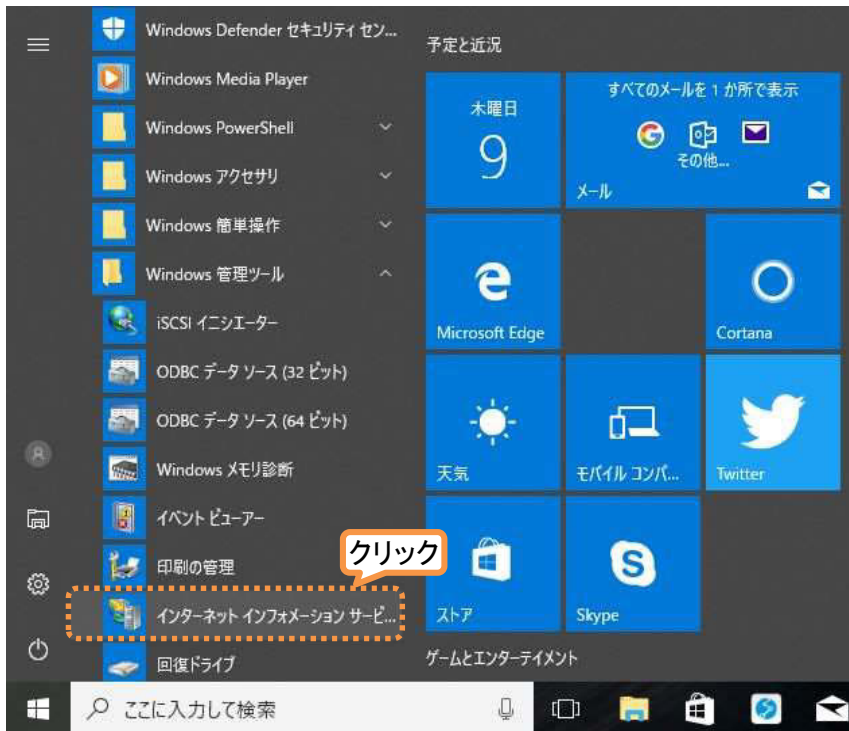 Windows Defender セキュリティ セン...
Windows Media Player
Windows PowerShell
Windows アクセサリ
Windows 簡単操作
Windows 管理ツール
iSCSI イニシエーター
ODBC データ ソース (32 ビット)
ODBC データ ソース (64 ビット)
Windows メモリ診断
イベント ビューアー
印刷の管理
クリック
インターネット インフォメーション サービ...
回復ドライブ
予定と近況
木曜日
9
すべてのメールを 1 か所で表示
その他...
メール
Microsoft Edge
Cortana
天気
モバイル コンパ...
Twitter
ストア
Skype
ゲームとエンターテイメント
ここに入力して検索